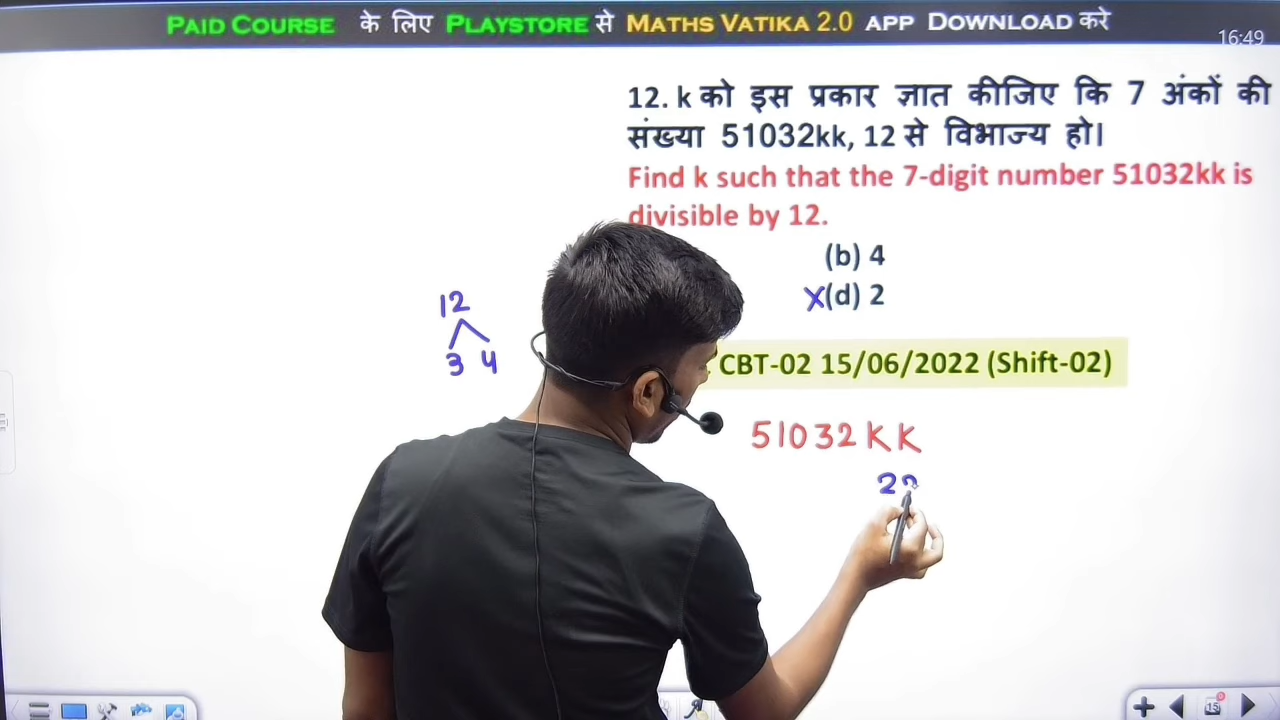 PAID COURSE के लिए PLAYSTORE से MATHS VATIKA 2.0 APP DOWNLOAD करे
16:49
12. k को इस प्रकार ज्ञात कीजिए कि 7 अंकों की
संख्या 51032kk, 12 से विभाज्य हो।
Find k such that the 7-digit number 51032kk is
divisible by 12.
(b) 4
X(d) 2
12
3 4
CBT-02 15/06/2022 (Shift-02)
51032KK
22
15